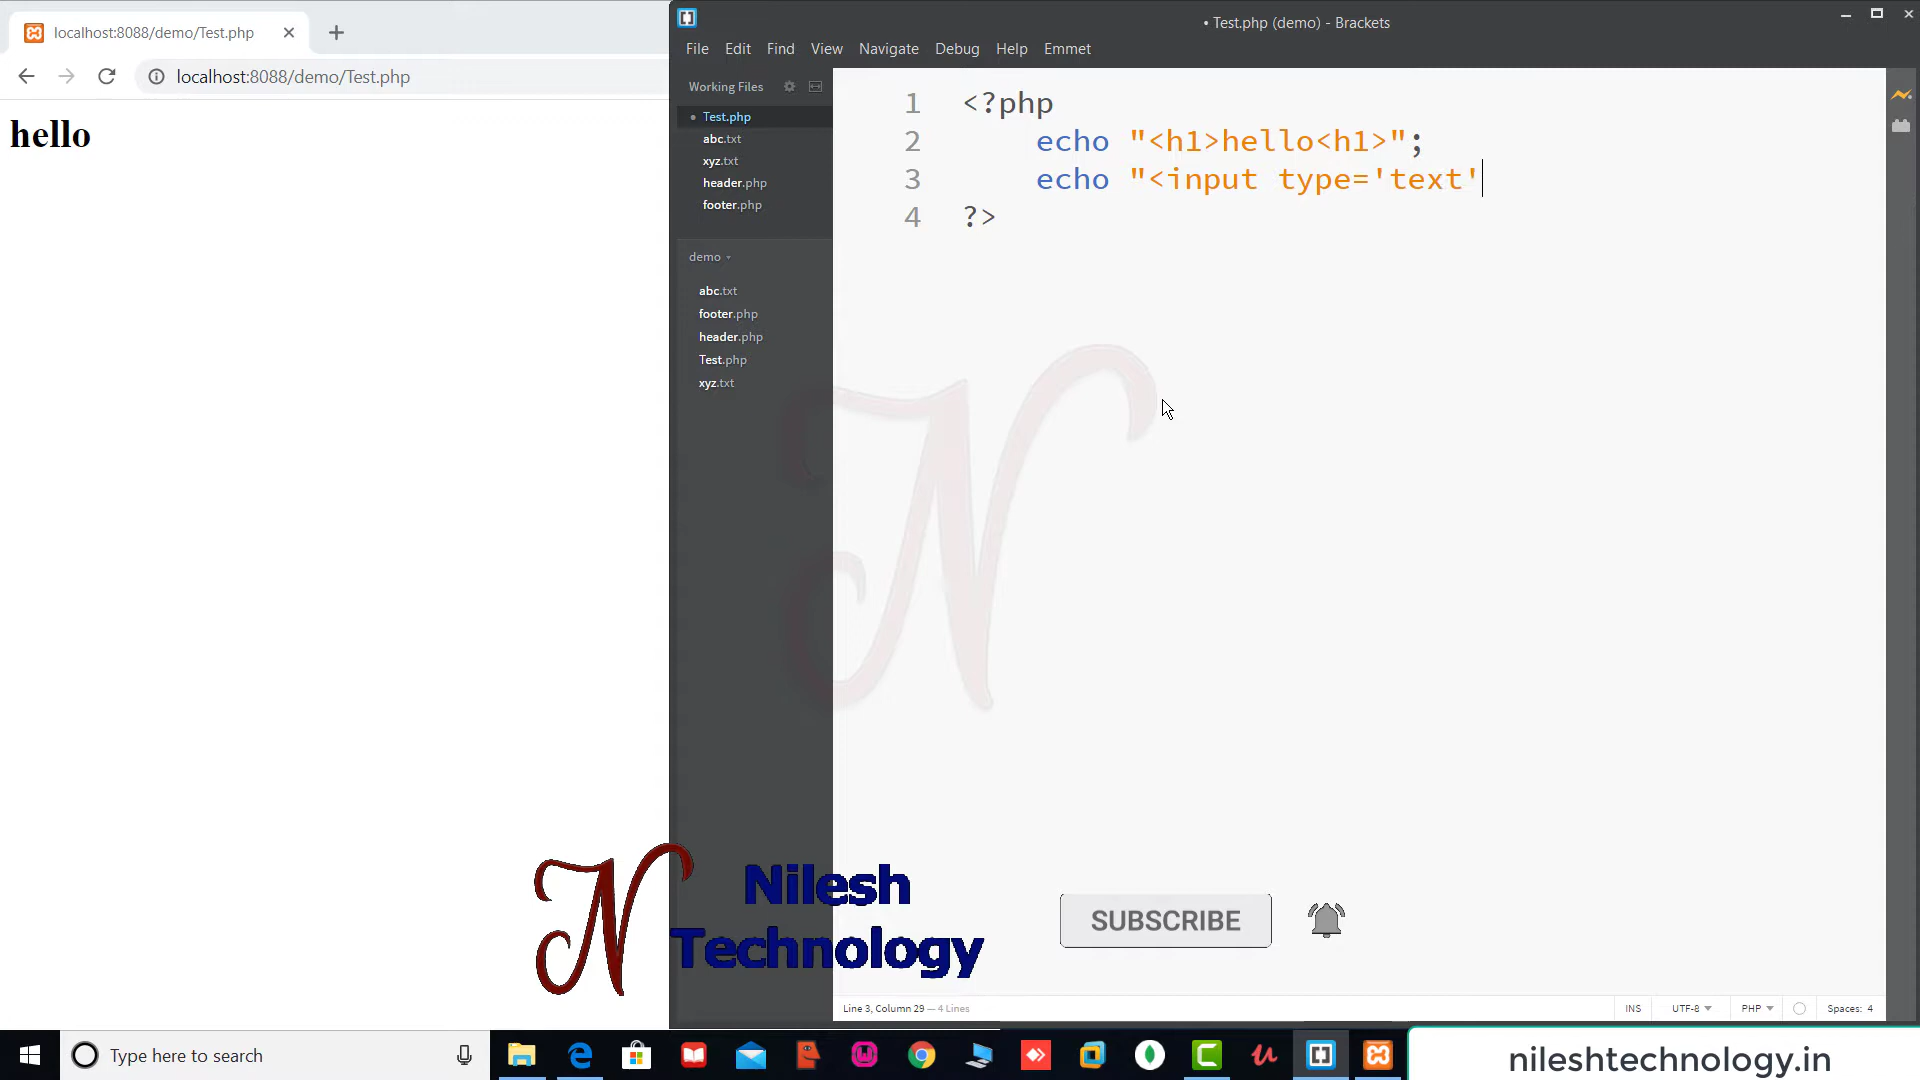 localhost:8088/demo/Test.php
localhost:8088/demo/Test.php
hello
• Test.php (demo) - Brackets
File Edit Find View Navigate Debug Help Emmet
Working Files
Test.php
abc.txt
xyz.txt
header.php
footer.php
demo
abc.txt
footer.php
header.php
Test.php
xyz.txt
1 <?php
2 echo "<h1>hello<h1>";
3 echo "<input type='text'
4 ?>
N
N
Nilesh
Technology
SUBSCRIBE
Line 3, Column 29 — 4 Lines
INS UTF-8 PHP Spaces: 4
Type here to search
nileshtechnology.in